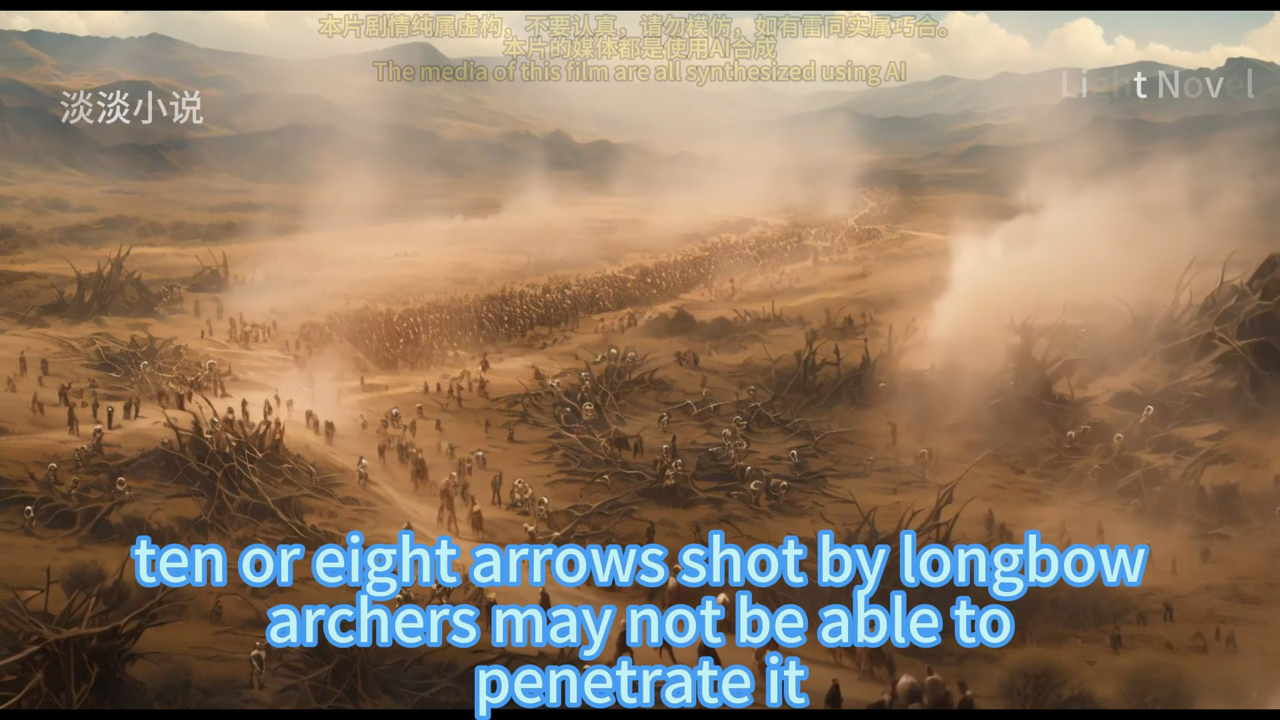 本片剧情纯属虚构，不要认真，请勿模仿，如有雷同实属巧合。
本片的媒体都是使用AI合成
The media of this film are all synthesized using AI
淡淡小说
Light Novel
ten or eight arrows shot by longbow
archers may not be able to
penetrate it